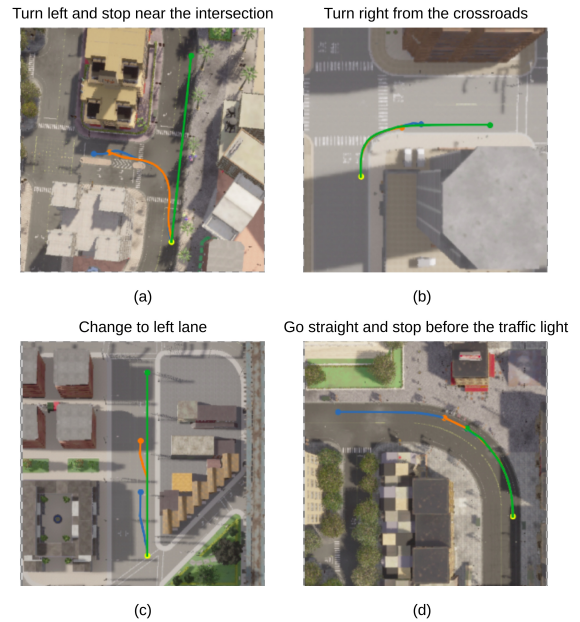 Turn left and stop near the intersection
Turn right from the crossroads
(a)
(b)
Change to left lane
Go straight and stop before the traffic light
(c)
(d)